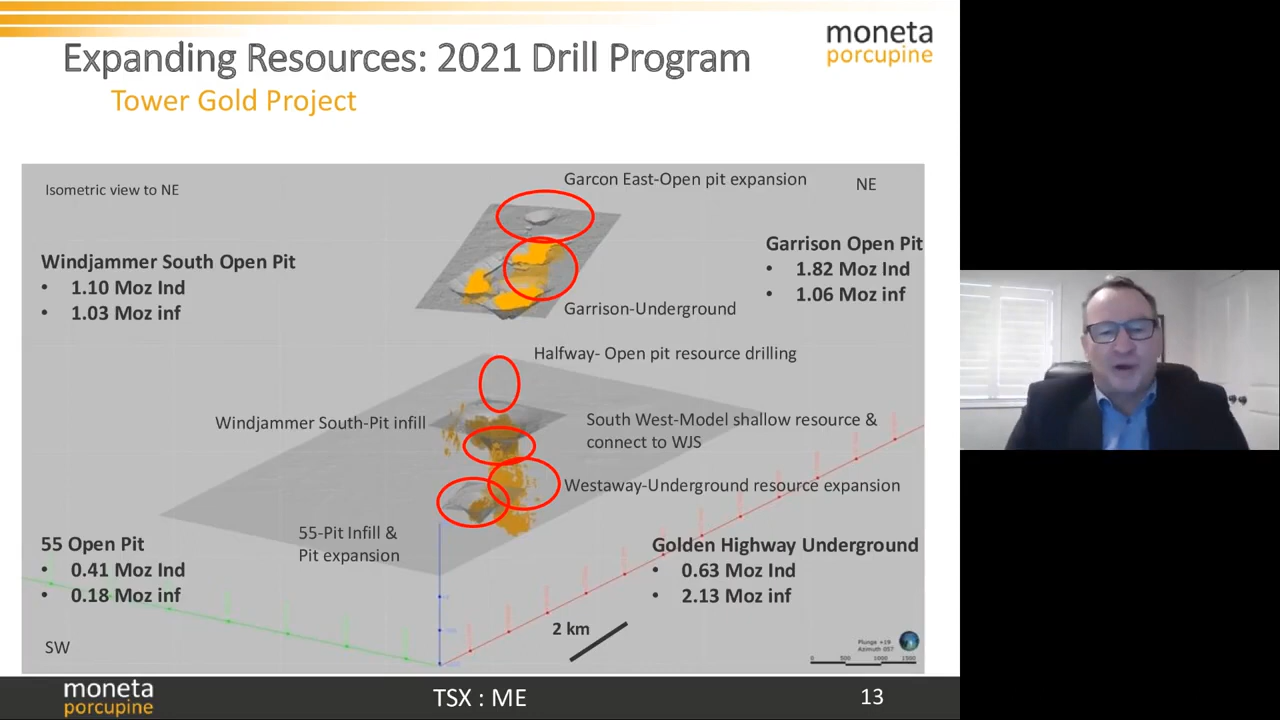 Expanding Resources: 2021 Drill Program
moneta
porcupine
Tower Gold Project
Isometric view to NE
Garcon East-Open pit expansion
NE
Windjammer South Open Pit
• 1.10 Moz Ind
• 1.03 Moz inf
Garrison Open Pit
• 1.82 Moz Ind
• 1.06 Moz inf
Garrison-Underground
Halfway- Open pit resource drilling
Windjammer South-Pit infill
South West-Model shallow resource &
connect to WJS
Westaway-Underground resource expansion
55-Pit Infill &
Pit expansion
55 Open Pit
• 0.41 Moz Ind
• 0.18 Moz inf
Golden Highway Underground
• 0.63 Moz Ind
• 2.13 Moz inf
2 km
SW
Plunge +19
Azimuth 057
0 500 1000 1500
moneta
porcupine
TSX : ME
13